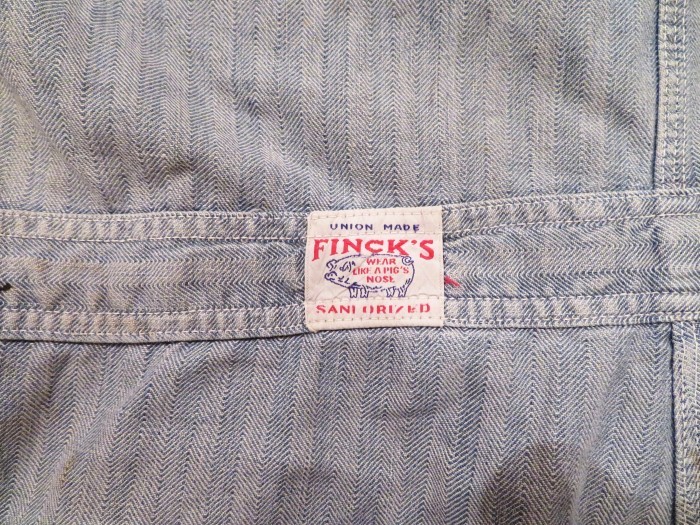 UNION MADE
FINCK'S
WEAR
LIKE A PIG'S
NOSE
SANFORIZED